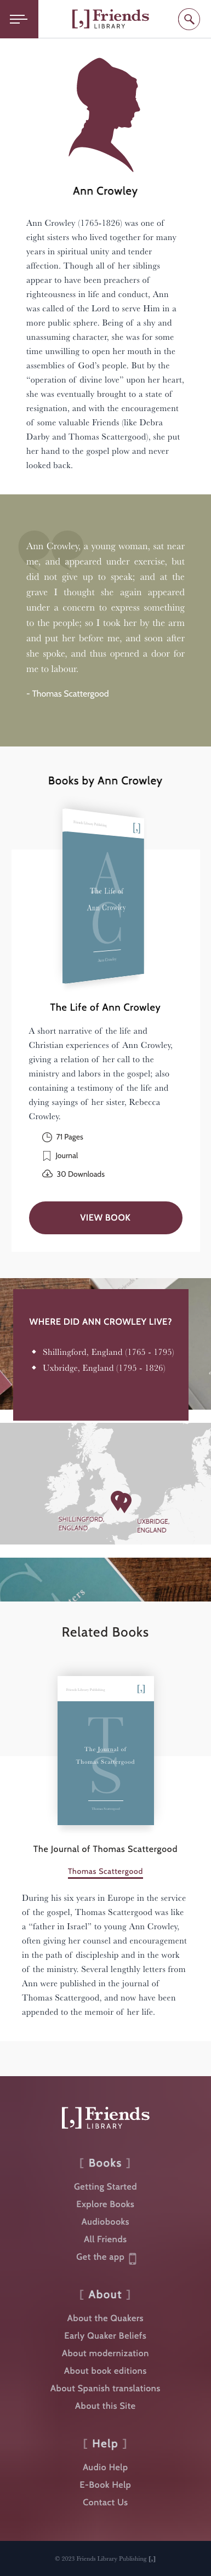 [,] Friends
LIBRARY
Ann Crowley
Ann Crowley (1765-1826) was one of
eight sisters who lived together for many
years in spiritual unity and tender
affection. Though all of her siblings
appear to have been preachers of
righteousness in life and conduct, Ann
was called of the Lord to serve Him in a
more public sphere. Being of a shy and
unassuming character, she was for some
time unwilling to open her mouth in the
assemblies of God's people. But by the
“operation of divine love” upon her heart,
she was eventually brought to a state of
resignation, and with the encouragement
of some valuable Friends (like Debra
Darby and Thomas Scattergood), she put
her hand to the gospel plow and never
looked back.
Ann Crowley, a young woman, sat near
me, and appeared under exercise, but
did not give up to speak; and at the
grave I thought she again appeared
under a concern to express something
to the people; so I took her by the arm
and put her before me, and soon after
she spoke, and thus opened a door for
me to labour.
- Thomas Scattergood
Books by Ann Crowley
[,]
AC
The Life of
Ann Crowley
The Life of Ann Crowley
A short narrative of the life and
Christian experiences of Ann Crowley,
giving a relation of her call to the
ministry and labors in the gospel; also
containing a testimony of the life and
dying sayings of her sister, Rebecca
Crowley.
71 Pages
Journal
30 Downloads
VIEW BOOK
WHERE DID ANN CROWLEY LIVE?
Shillingford, England (1765 - 1795)
Uxbridge, England (1795 - 1826)
SHILLINGFORD,
ENGLAND
UXBRIDGE,
ENGLAND
Related Books
[,]
TS
The Journal of
Thomas Scattergood
The Journal of Thomas Scattergood
Thomas Scattergood
During his six years in Europe in the service
of the gospel, Thomas Scattergood was like
a “father in Israel” to young Ann Crowley,
often giving her counsel and encouragement
in the path of discipleship and in the work
of the ministry. Several lengthly letters from
Ann were published in the journal of
Thomas Scattergood, and now have been
appended to the memoir of her life.
[,] Friends
LIBRARY
[ Books ]
Getting Started
Explore Books
Audiobooks
All Friends
Get the app
[ About ]
About the Quakers
Early Quaker Beliefs
About modernization
About book editions
About Spanish translations
About this Site
[ Help ]
Audio Help
E-Book Help
Contact Us
© 2023 Friends Library Publishing [,]